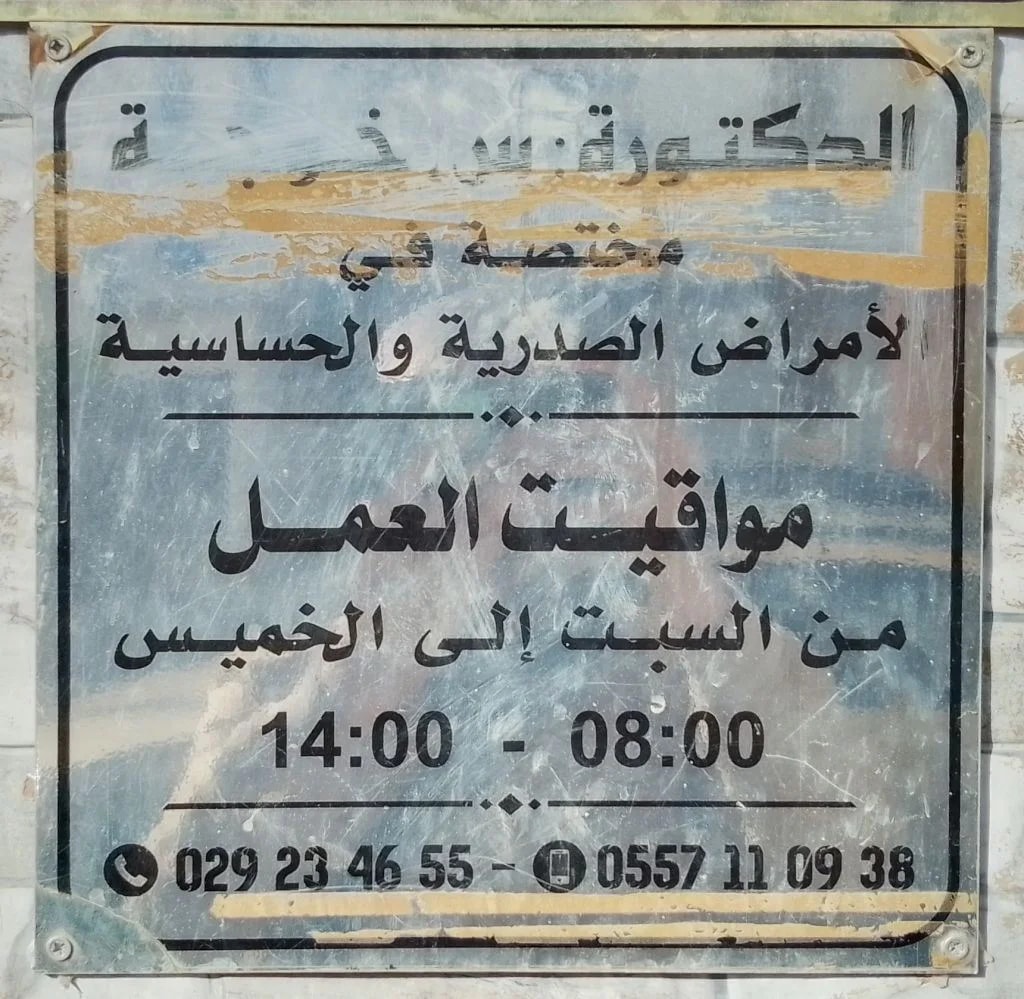 الدكتورة: س.
مختصة في
لأمراض الصدرية والحساسية
مواقيت العمل
من السبت إلى الخميس
08:00 - 14:00
029 23 46 55 - 0557 11 09 38